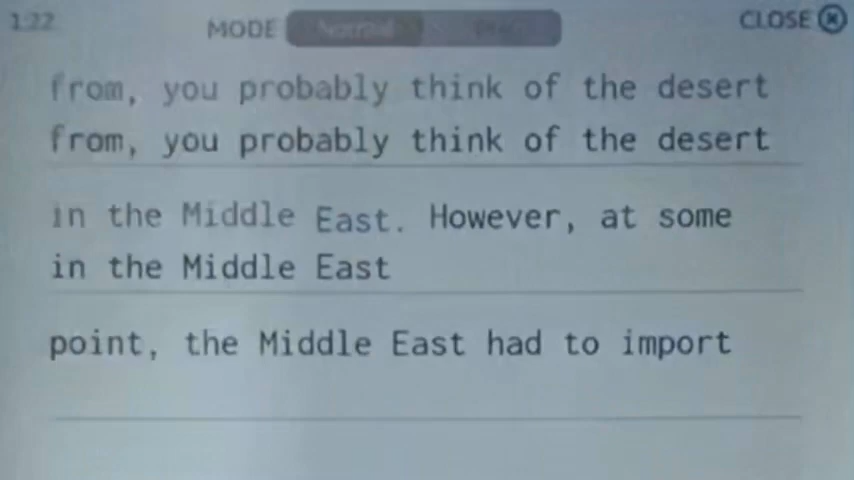 1:22
MODE Normal
CLOSE
from, you probably think of the desert
from, you probably think of the desert
in the Middle East. However, at some
in the Middle East
point, the Middle East had to import